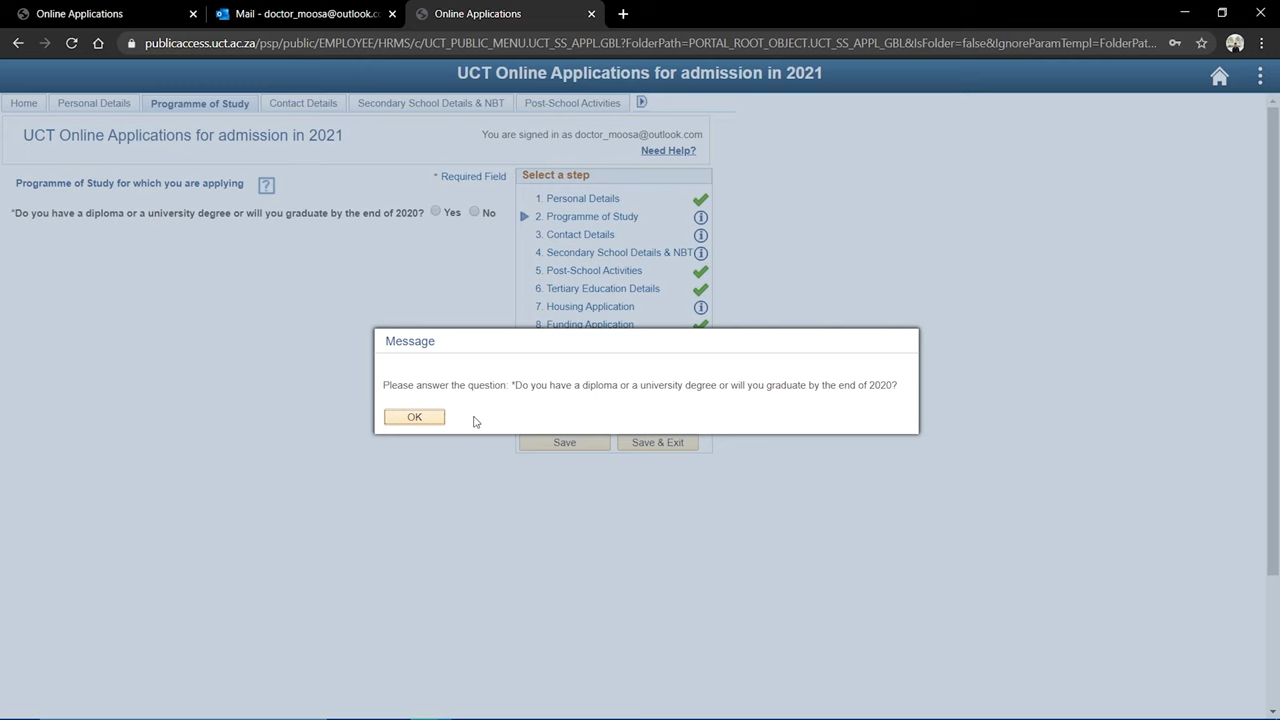 Online Applications
Mail - doctor_moosa@outlook.co
Online Applications
publicaccess.uct.ac.za/psp/public/EMPLOYEE/HRMS/c/UCT_PUBLIC_MENU.UCT_SS_APPL.GBL?FolderPath=PORTAL_ROOT_OBJECT.UCT_SS_APPL_GBL&IsFolder=false&IgnoreParamTempl=FolderPat...
UCT Online Applications for admission in 2021
Home Personal Details Programme of Study Contact Details Secondary School Details & NBT Post-School Activities
UCT Online Applications for admission in 2021
You are signed in as doctor_moosa@outlook.com
Need Help?
Programme of Study for which you are applying ?
* Required Field
*Do you have a diploma or a university degree or will you graduate by the end of 2020? Yes No
Select a step
1. Personal Details
2. Programme of Study
3. Contact Details
4. Secondary School Details & NBT
5. Post-School Activities
6. Tertiary Education Details
7. Housing Application
8. Funding Application
Message
Please answer the question: *Do you have a diploma or a university degree or will you graduate by the end of 2020?
OK
Save Save & Exit